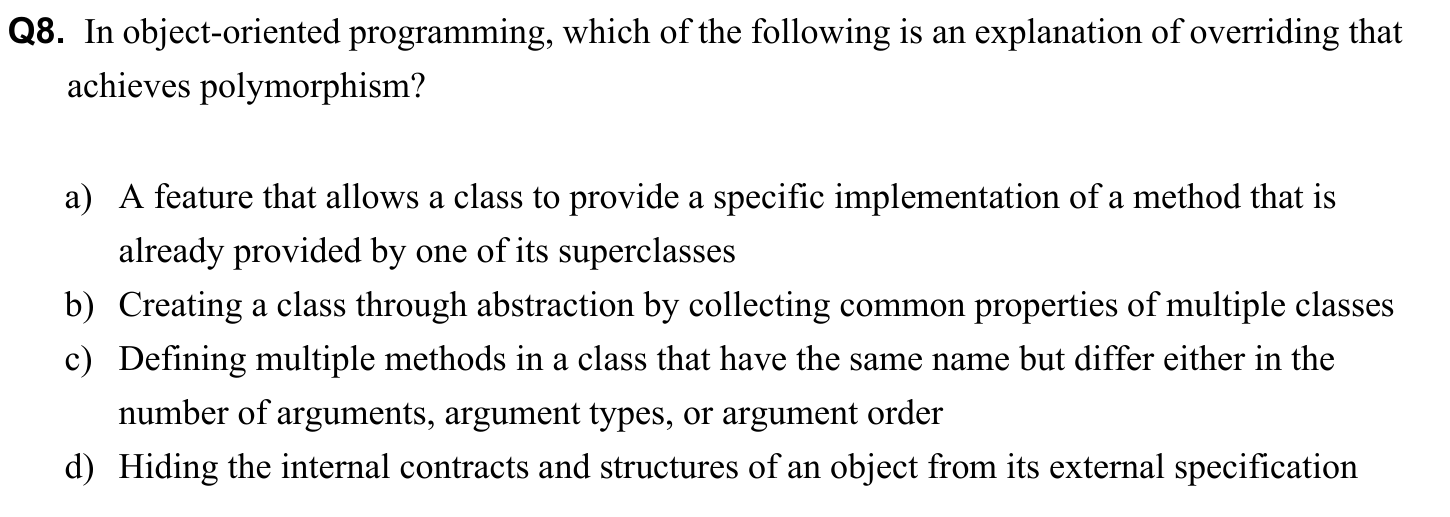 Q8. In object-oriented programming, which of the following is an explanation of overriding that
achieves polymorphism?
a) A feature that allows a class to provide a specific implementation of a method that is
already provided by one of its superclasses
b) Creating a class through abstraction by collecting common properties of multiple classes
c) Defining multiple methods in a class that have the same name but differ either in the
number of arguments, argument types, or argument order
d) Hiding the internal contracts and structures of an object from its external specification